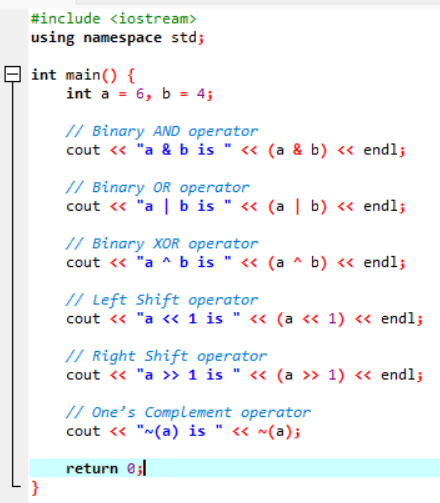 #include <iostream>
using namespace std;
int main() {
int a = 6, b = 4;
// Binary AND operator
cout << "a & b is " << (a & b) << endl;
// Binary OR operator
cout << "a | b is " << (a | b) << endl;
// Binary XOR operator
cout << "a ^ b is " << (a ^ b) << endl;
// Left Shift operator
cout << "a << 1 is " << (a << 1) << endl;
// Right Shift operator
cout << "a >> 1 is " << (a >> 1) << endl;
// One’s Complement operator
cout << "~(a) is " << ~(a);
return 0;
}